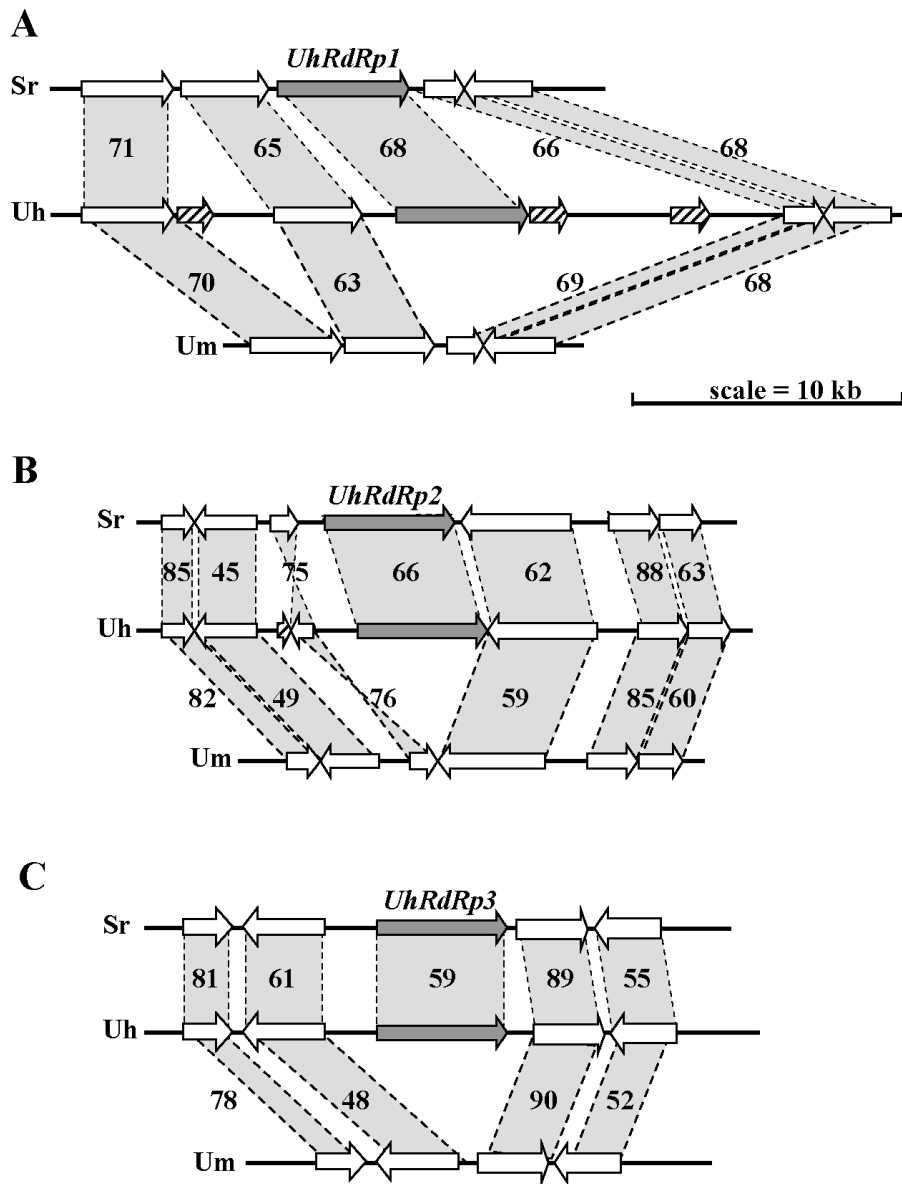 A
UhRdRp1
Sr
71 65 68 66 68
Uh
70 63 69 68
Um
scale = 10 kb
B
UhRdRp2
Sr
85 45 75 66 62 88 63
Uh
82 49 76 59 85 60
Um
C
UhRdRp3
Sr
81 61 59 89 55
Uh
78 48 90 52
Um